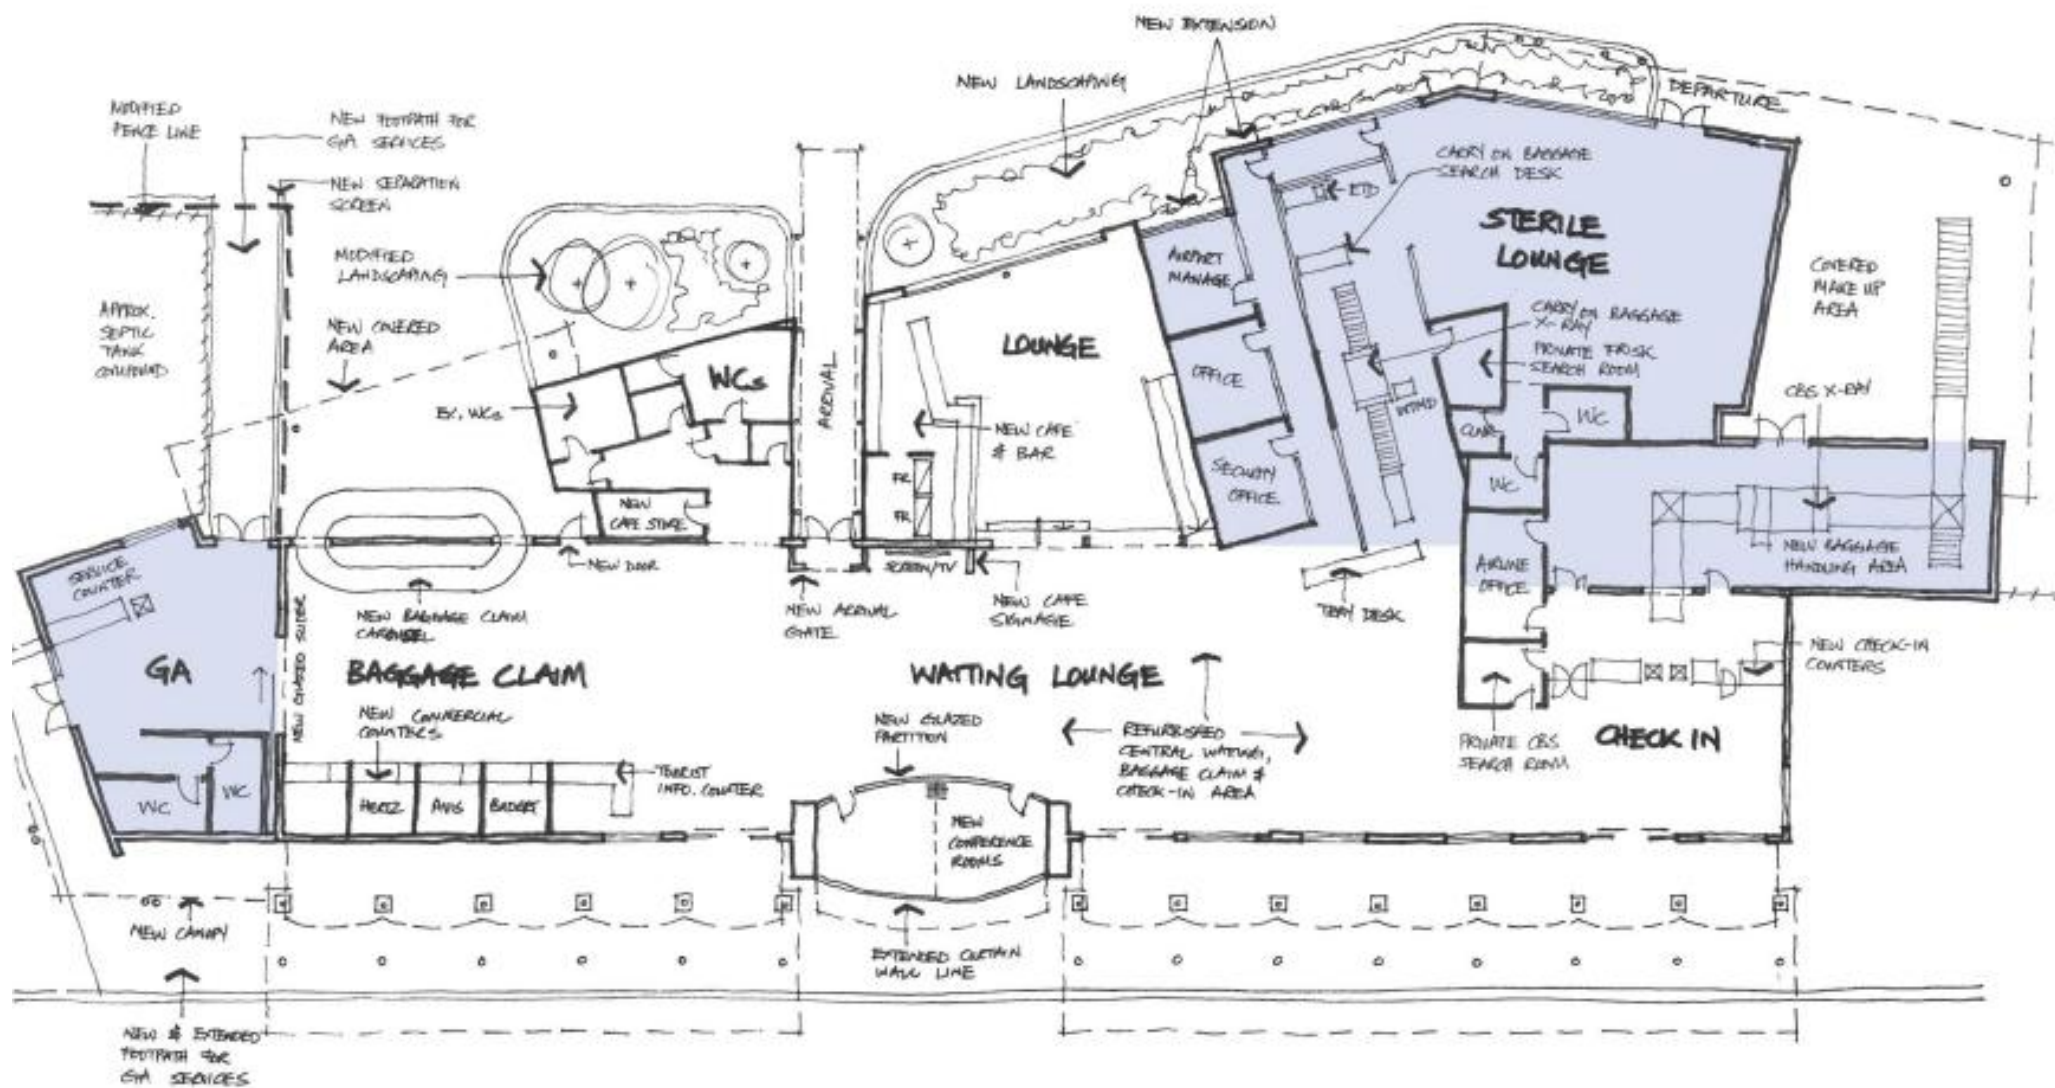 NEW EXTENSION
NEW LANDSCAPING
DEPARTURE
MODIFIED
FENCE LINE
NEW FOOTPATH FOR
GA SERVICES
NEW SEPARATION
SCREEN
CARRY ON BAGGAGE
SEARCH DESK
ETD
STERILE
LOUNGE
MODIFIED
LANDSCAPING
AIRPORT
MANAGE
COVERED
MAKE UP
AREA
APPROX.
SEPTIC
TANK
COMPOUND
NEW COVERED
AREA
LOUNGE
CARRY ON BAGGAGE
X-RAY
PRIVATE FRISK
SEARCH ROOM
WCs
ARRIVAL
OFFICE
WTMD
CBS X-RAY
EX. WCs
NEW CAFE
& BAR
CLNR
WC
FR
SECURITY
OFFICE
WC
NEW
CAFE STORE
FR
SERVICE
COUNTER
NEW DOOR
SCREEN/TV
AIRLINE
OFFICE
NEW BAGGAGE
HANDLING AREA
NEW BAGGAGE CLAIM
CAROUSEL
NEW ARRIVAL
GATE
NEW CAFE
SIGNAGE
TRAY DESK
NEW GLAZED SLIDER
GA
BAGGAGE CLAIM
WAITING LOUNGE
NEW CHECK-IN
COUNTERS
NEW COMMERCIAL
COUNTERS
NEW GLAZED
PARTITION
REFURBISHED
CENTRAL WAITING,
BAGGAGE CLAIM &
CHECK-IN AREA
PRIVATE CBS
SEARCH ROOM
CHECK IN
WC
WC
HERTZ
AVIS
BUDGET
TOURIST
INFO. COUNTER
NEW
CONFERENCE
ROOMS
NEW CANOPY
EXTENDED CURTAIN
WALL LINE
NEW & EXTENDED
FOOTPATH FOR
GA SERVICES